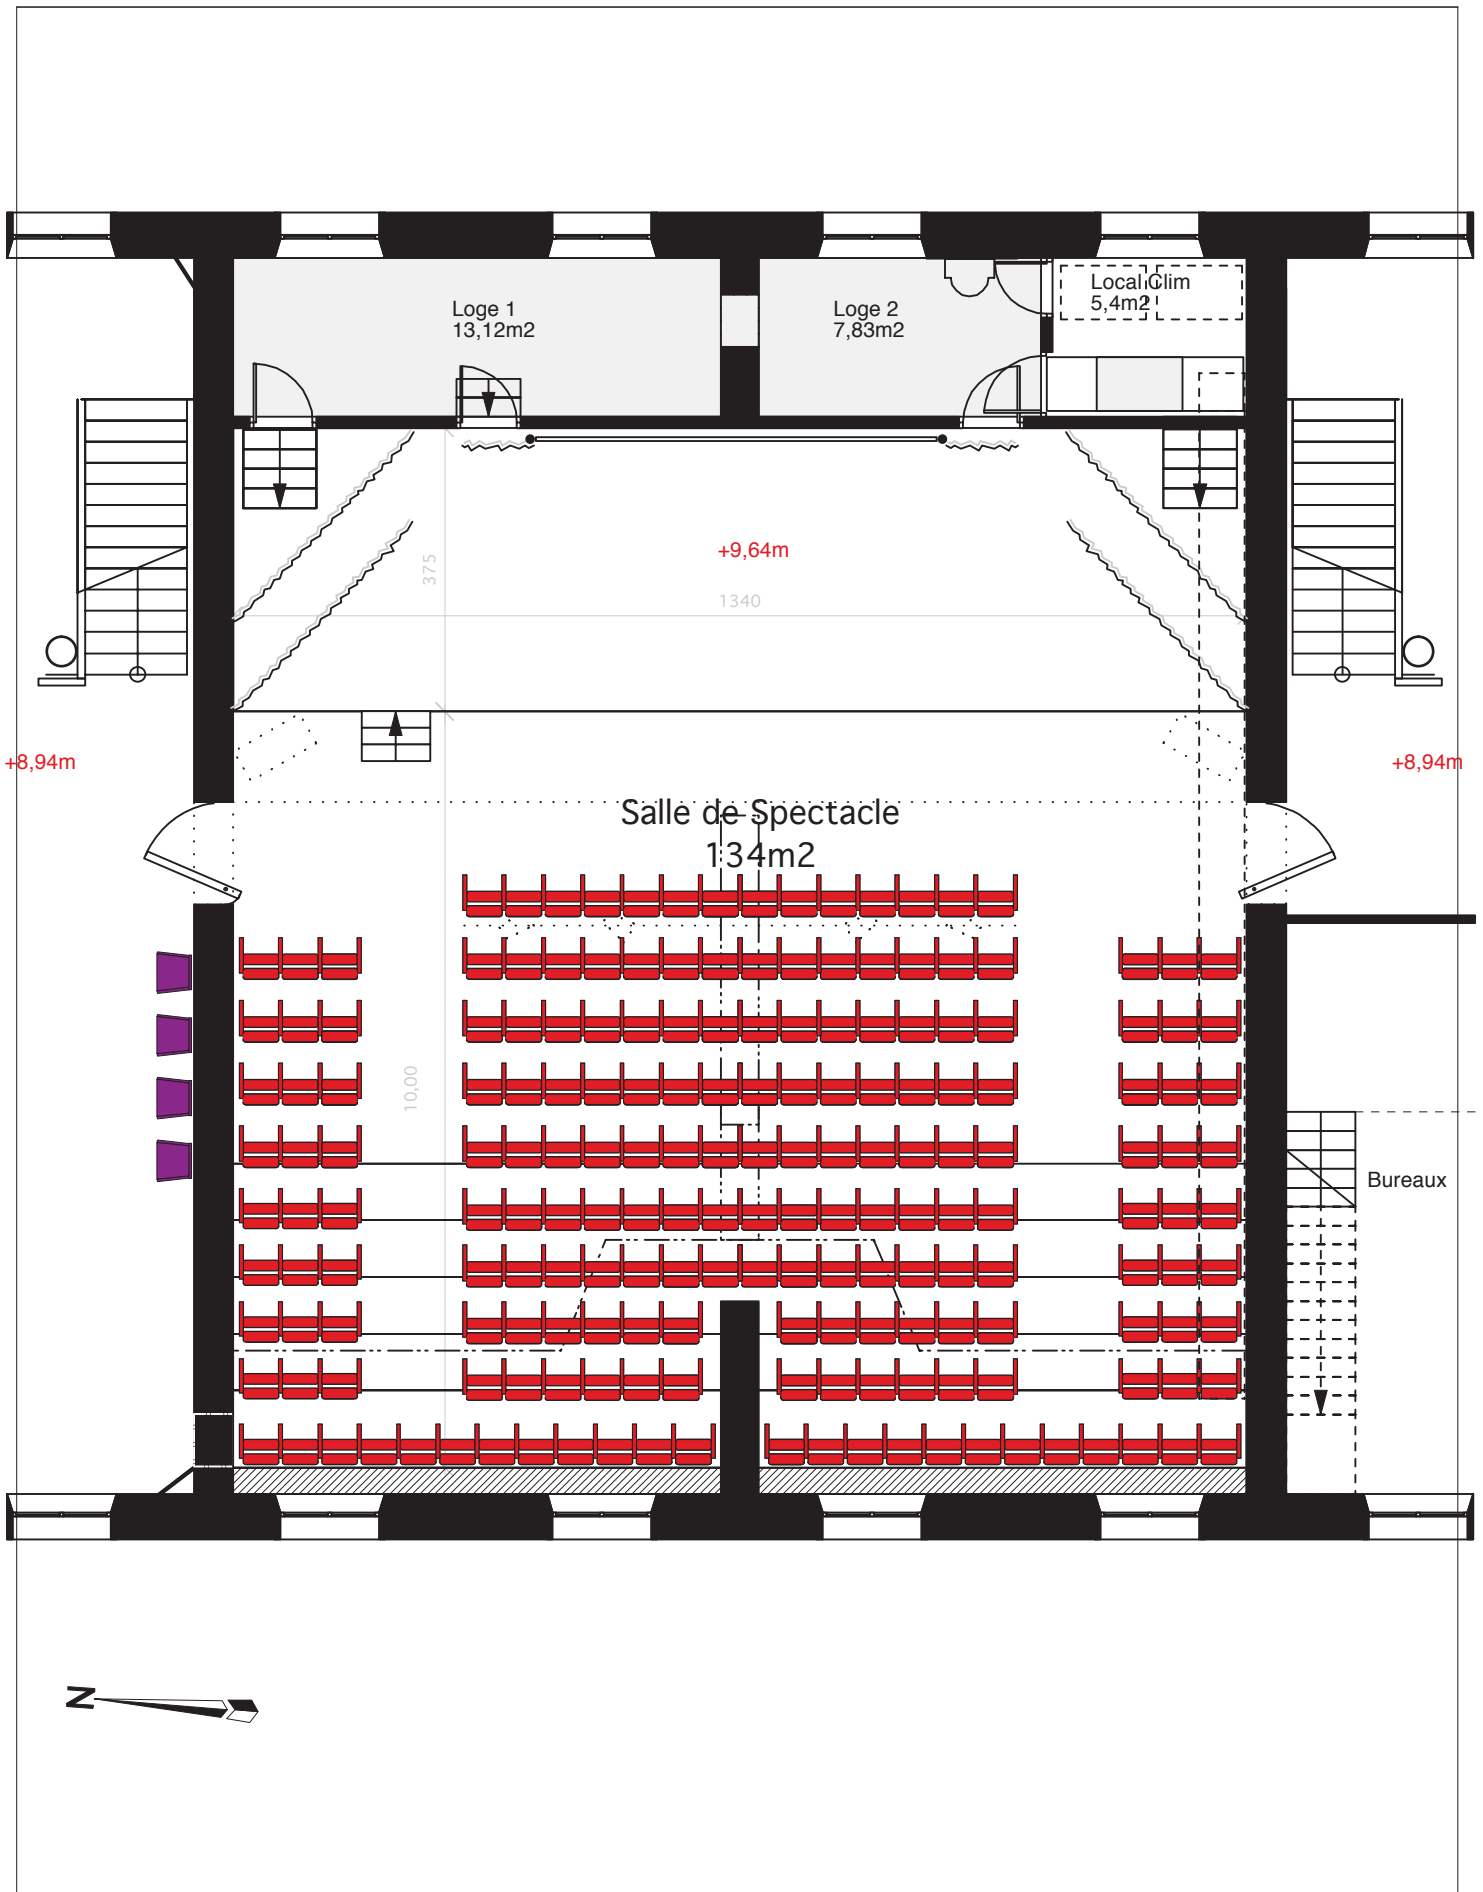 Loge 1
13,12m2
Loge 2
7,83m2
Local Clim
5,4m2
+9,64m
375
1340
+8,94m
+8,94m
Salle de Spectacle
134m2
10,00
Bureaux
N